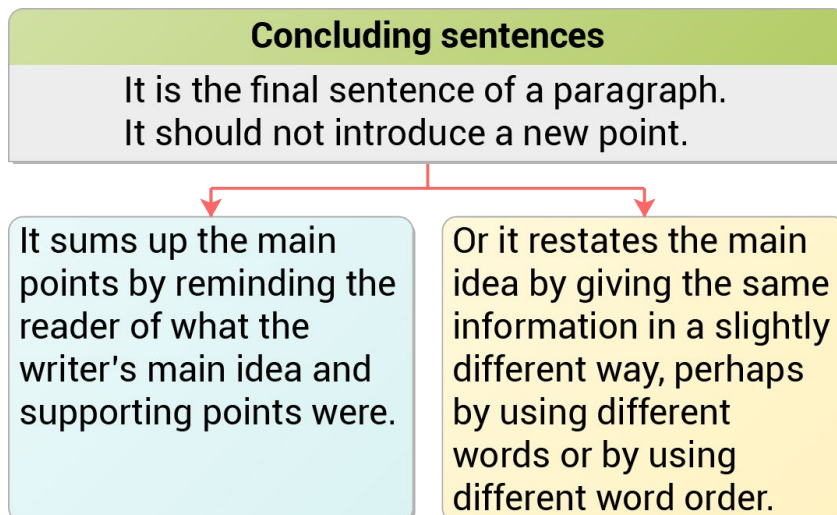 Concluding sentences
It is the final sentence of a paragraph.
It should not introduce a new point.
It sums up the main
points by reminding the
reader of what the
writer's main idea and
supporting points were.
Or it restates the main
idea by giving the same
information in a slightly
different way, perhaps
by using different
words or by using
different word order.